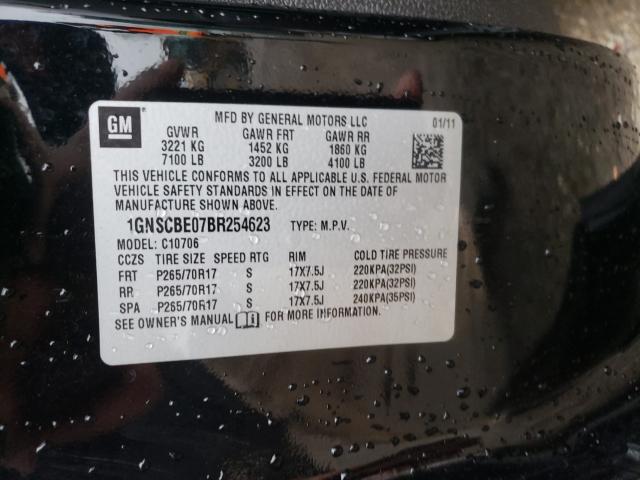 GM
MFD BY GENERAL MOTORS LLC
01/11
GVWR GAWR FRT GAWR RR
3221 KG 1452 KG 1860 KG
7100 LB 3200 LB 4100 LB
THIS VEHICLE CONFORMS TO ALL APPLICABLE U.S. FEDERAL MOTOR
VEHICLE SAFETY STANDARDS IN EFFECT ON THE DATE OF
MANUFACTURE SHOWN ABOVE.
1GNSCBE07BR254623 TYPE: M.P.V.
MODEL: C10706
CCZS TIRE SIZE SPEED RTG RIM COLD TIRE PRESSURE
FRT P265/70R17 S 17X7.5J 220KPA(32PSI)
RR P265/70R17 S 17X7.5J 220KPA(32PSI)
SPA P265/70R17 S 17X7.5J 240KPA(35PSI)
SEE OWNER'S MANUAL FOR MORE INFORMATION.